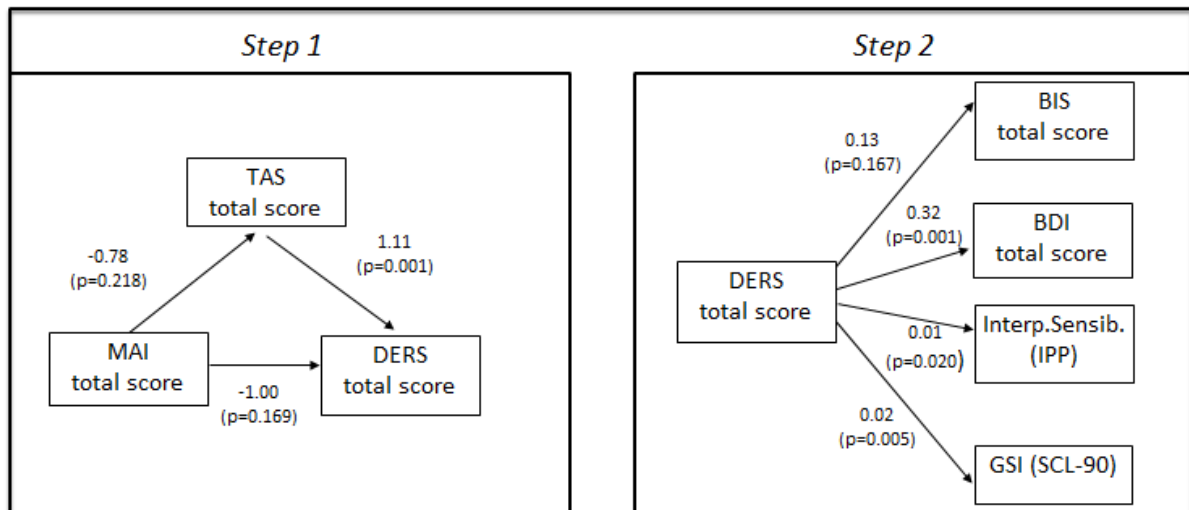 Step 1
Step 2
TAS
total score
-0.78
(p=0.218)
1.11
(p=0.001)
MAI
total score
DERS
total score
-1.00
(p=0.169)
BIS
total score
0.13
(p=0.167)
0.32
(p=0.001)
BDI
total score
DERS
total score
0.01
(p=0.020)
Interp.Sensib.
(IPP)
0.02
(p=0.005)
GSI (SCL-90)